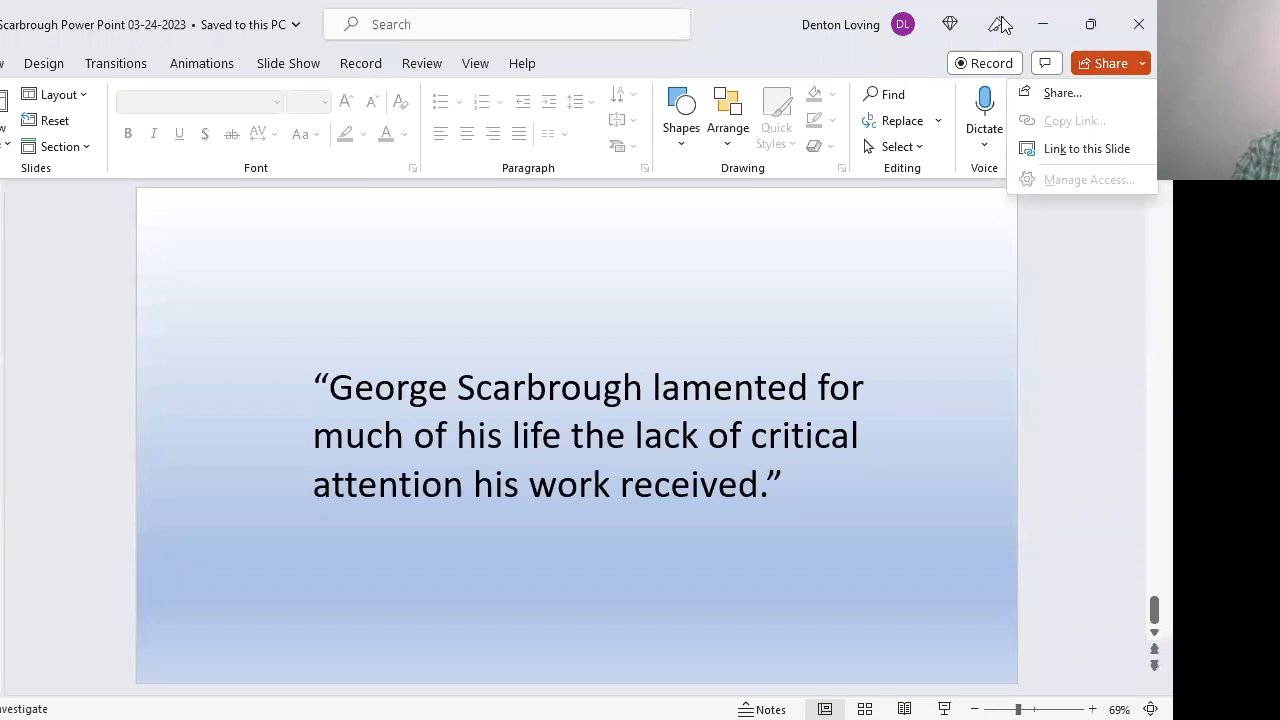 Scarbrough Power Point 03-24-2023 • Saved to this PC
Search
Denton Loving DL
Design Transitions Animations Slide Show Record Review View Help
Record Share
Layout
Reset
Section
Slides
B I U S ab AV Aa A
Font
Paragraph
Shapes Arrange Quick Styles
Drawing
Find
Replace
Select
Editing
Dictate
Voice
Share...
Copy Link...
Link to this Slide
Manage Access...
“George Scarbrough lamented for
much of his life the lack of critical
attention his work received.”
Notes 69%